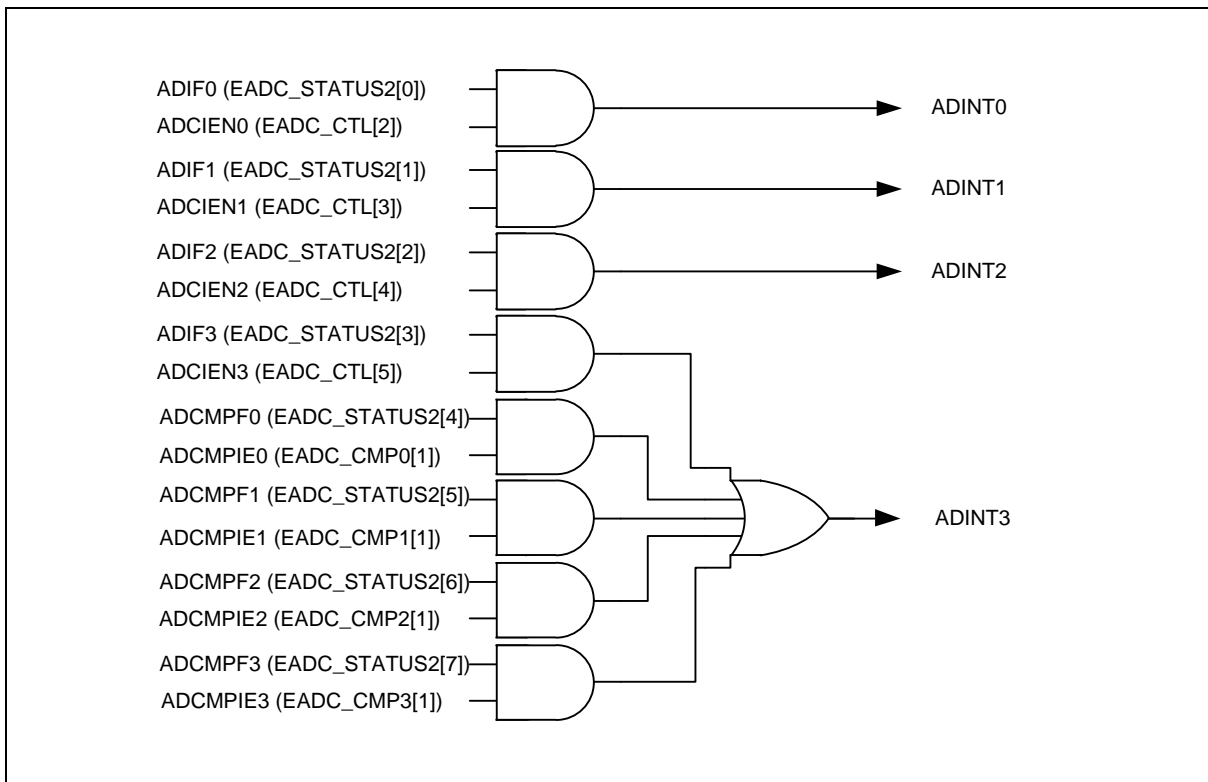 ADIF0 (EADC_STATUS2[0])
ADCIEN0 (EADC_CTL[2])
ADINT0
ADIF1 (EADC_STATUS2[1])
ADCIEN1 (EADC_CTL[3])
ADINT1
ADIF2 (EADC_STATUS2[2])
ADCIEN2 (EADC_CTL[4])
ADINT2
ADIF3 (EADC_STATUS2[3])
ADCIEN3 (EADC_CTL[5])
ADCMPF0 (EADC_STATUS2[4])
ADCMPIE0 (EADC_CMP0[1])
ADCMPF1 (EADC_STATUS2[5])
ADCMPIE1 (EADC_CMP1[1])
ADINT3
ADCMPF2 (EADC_STATUS2[6])
ADCMPIE2 (EADC_CMP2[1])
ADCMPF3 (EADC_STATUS2[7])
ADCMPIE3 (EADC_CMP3[1])